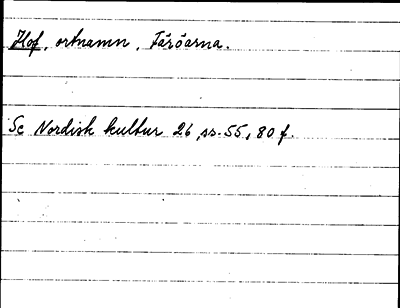 Hof, ortnamn, Färöarna.
Se Nordisk kultur 26, ss. 55, 80 f.